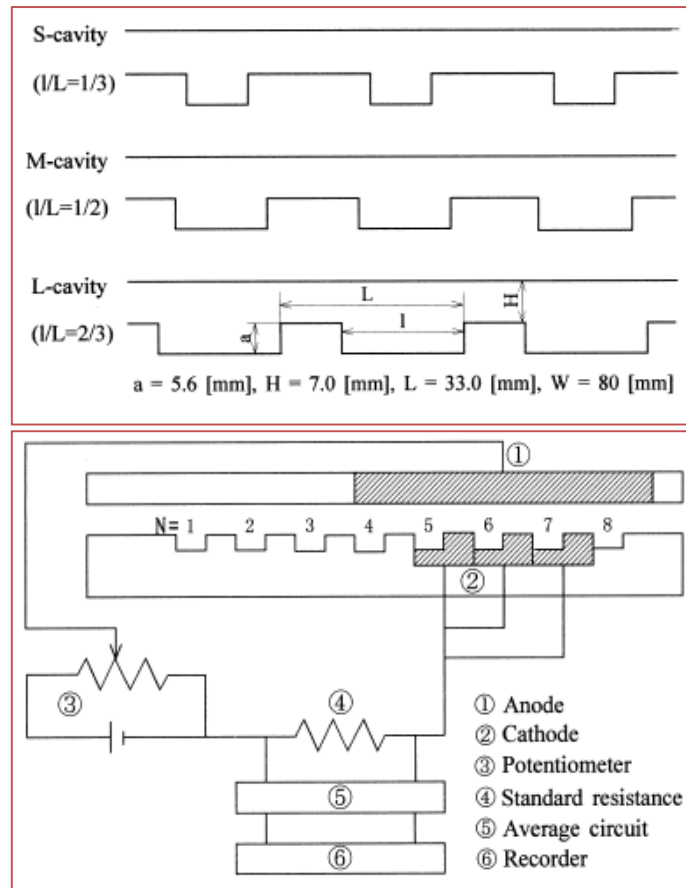 S-cavity
(l/L=1/3)
M-cavity
(l/L=1/2)
L-cavity
(l/L=2/3)
L
H
a
l
a = 5.6 [mm], H = 7.0 [mm], L = 33.0 [mm], W = 80 [mm]
①
N= 1 2 3 4 5 6 7 8
②
③
④
⑤
⑥
① Anode
② Cathode
③ Potentiometer
④ Standard resistance
⑤ Average circuit
⑥ Recorder